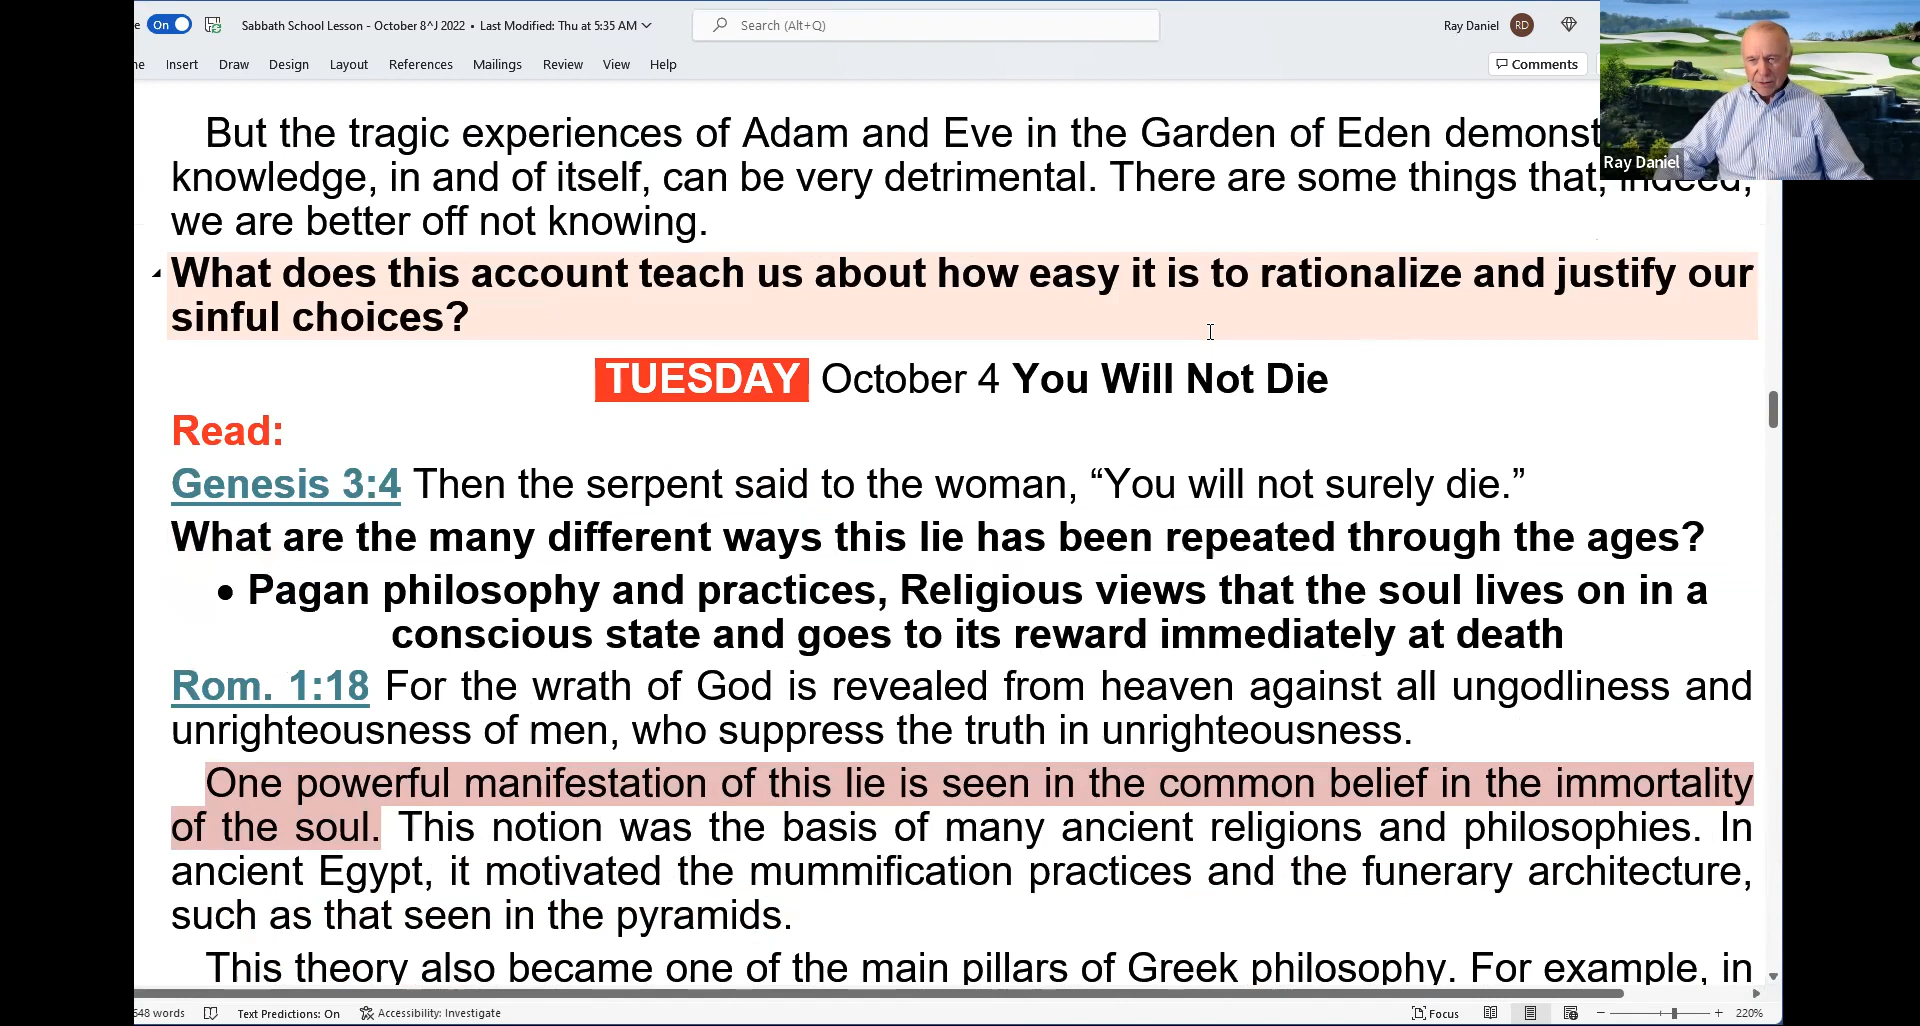 On
Sabbath School Lesson - October 8^J 2022 • Last Modified: Thu at 5:35 AM
Search (Alt+Q)
Ray Daniel
RD
Insert Draw Design Layout References Mailings Review View Help
Comments
Ray Daniel
But the tragic experiences of Adam and Eve in the Garden of Eden
knowledge, in and of itself, can be very detrimental. There are some things that, indeed,
we are better off not knowing.
What does this account teach us about how easy it is to rationalize and justify our
sinful choices?
TUESDAY October 4 You Will Not Die
Read:
Genesis 3:4 Then the serpent said to the woman, “You will not surely die.”
What are the many different ways this lie has been repeated through the ages?
• Pagan philosophy and practices, Religious views that the soul lives on in a
conscious state and goes to its reward immediately at death
Rom. 1:18 For the wrath of God is revealed from heaven against all ungodliness and
unrighteousness of men, who suppress the truth in unrighteousness.
One powerful manifestation of this lie is seen in the common belief in the immortality
of the soul. This notion was the basis of many ancient religions and philosophies. In
ancient Egypt, it motivated the mummification practices and the funerary architecture,
such as that seen in the pyramids.
This theory also became one of the main pillars of Greek philosophy. For example, in
words
Text Predictions: On
Accessibility: Investigate
Focus
220%